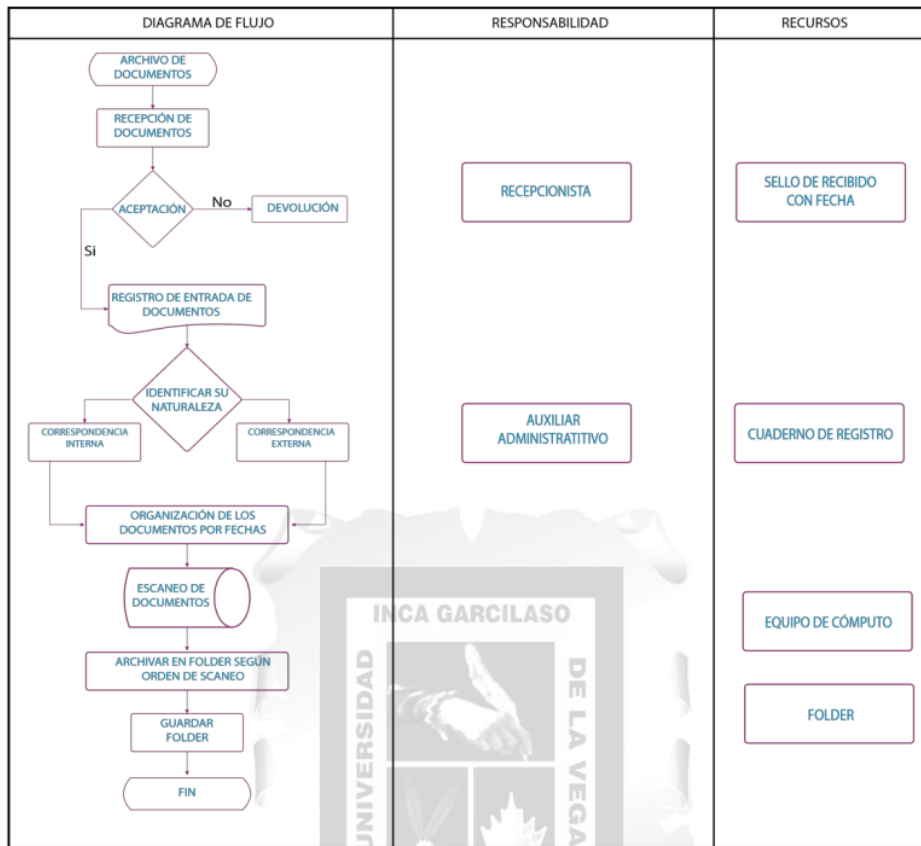 DIAGRAMA DE FLUJO
RESPONSABILIDAD
RECURSOS
ARCHIVO DE
DOCUMENTOS
RECEPCIÓN DE
DOCUMENTOS
ACEPTACIÓN
No
DEVOLUCIÓN
Si
RECEPCIONISTA
SELLO DE RECIBIDO
CON FECHA
REGISTRO DE ENTRADA DE
DOCUMENTOS
IDENTIFICAR SU
NATURALEZA
CORRESPONDENCIA
INTERNA
CORRESPONDENCIA
EXTERNA
AUXILIAR
ADMINISTRATITIVO
CUADERNO DE REGISTRO
ORGANIZACIÓN DE LOS
DOCUMENTOS POR FECHAS
ESCANEO DE
DOCUMENTOS
EQUIPO DE CÓMPUTO
ARCHIVAR EN FOLDER SEGÚN
ORDEN DE SCANEO
FOLDER
GUARDAR
FOLDER
FIN
UNIVERSIDAD
INCA GARCILASO
DE LA VEGA